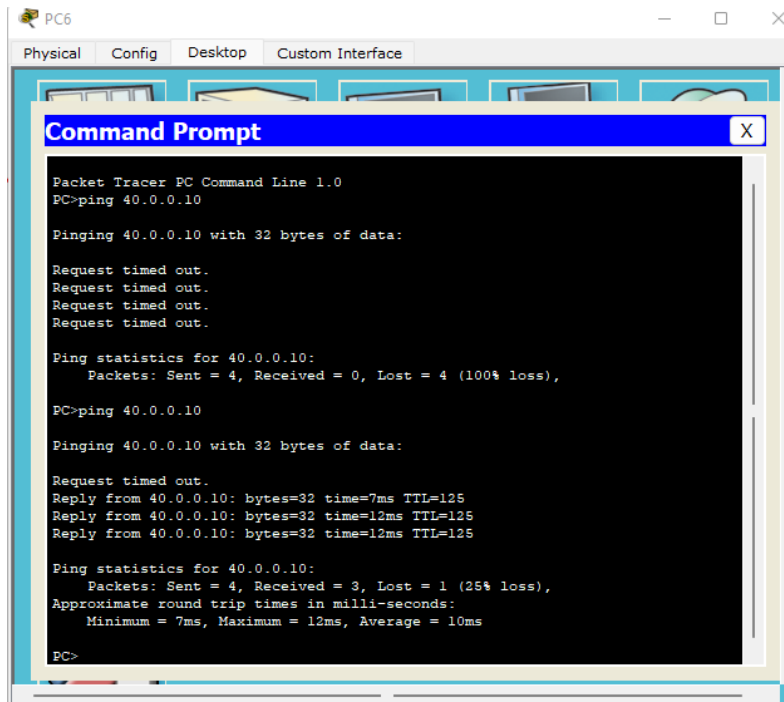 PC6
Physical Config Desktop Custom Interface
Command Prompt X
Packet Tracer PC Command Line 1.0
PC>ping 40.0.0.10
Pinging 40.0.0.10 with 32 bytes of data:
Request timed out.
Request timed out.
Request timed out.
Request timed out.
Ping statistics for 40.0.0.10:
    Packets: Sent = 4, Received = 0, Lost = 4 (100% loss),
PC>ping 40.0.0.10
Pinging 40.0.0.10 with 32 bytes of data:
Request timed out.
Reply from 40.0.0.10: bytes=32 time=7ms TTL=125
Reply from 40.0.0.10: bytes=32 time=12ms TTL=125
Reply from 40.0.0.10: bytes=32 time=12ms TTL=125
Ping statistics for 40.0.0.10:
    Packets: Sent = 4, Received = 3, Lost = 1 (25% loss),
Approximate round trip times in milli-seconds:
    Minimum = 7ms, Maximum = 12ms, Average = 10ms
PC>